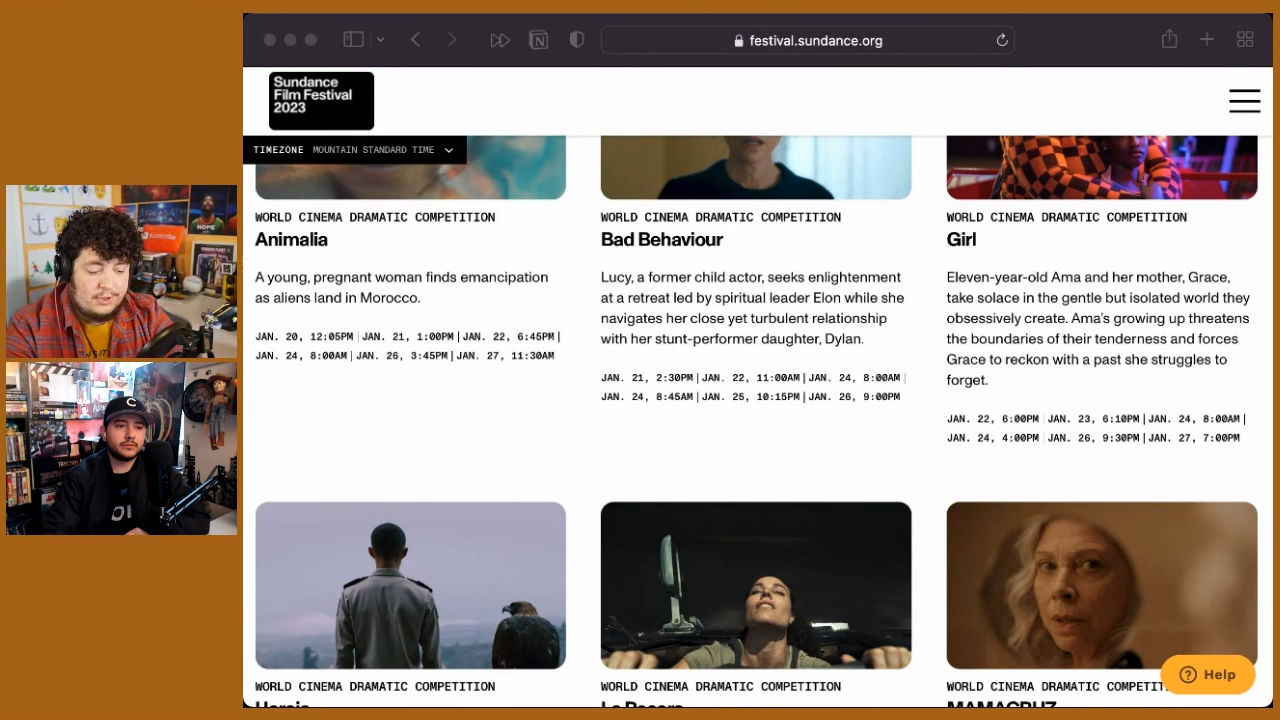 festival.sundance.org
Sundance
Film Festival
2023
TIMEZONE MOUNTAIN STANDARD TIME
WORLD CINEMA DRAMATIC COMPETITION
Animalia
A young, pregnant woman finds emancipation
as aliens land in Morocco.
JAN. 20, 12:05PM | JAN. 21, 1:00PM | JAN. 22, 6:45PM |
JAN. 24, 8:00AM | JAN. 26, 3:45PM | JAN. 27, 11:30AM
WORLD CINEMA DRAMATIC COMPETITION
Bad Behaviour
Lucy, a former child actor, seeks enlightenment
at a retreat led by spiritual leader Elon while she
navigates her close yet turbulent relationship
with her stunt-performer daughter, Dylan.
JAN. 21, 2:30PM | JAN. 22, 11:00AM | JAN. 24, 8:00AM |
JAN. 24, 8:45AM | JAN. 25, 10:15PM | JAN. 26, 9:00PM
WORLD CINEMA DRAMATIC COMPETITION
Girl
Eleven-year-old Ama and her mother, Grace,
take solace in the gentle but isolated world they
obsessively create. Ama's growing up threatens
the boundaries of their tenderness and forces
Grace to reckon with a past she struggles to
forget.
JAN. 22, 6:00PM | JAN. 23, 6:10PM | JAN. 24, 8:00AM |
JAN. 24, 4:00PM | JAN. 26, 9:30PM | JAN. 27, 7:00PM
WORLD CINEMA DRAMATIC COMPETITION
WORLD CINEMA DRAMATIC COMPETITION
WORLD CINEMA DRAMATIC COMPETIT
MAMACRUZ
Help
NOPE
C